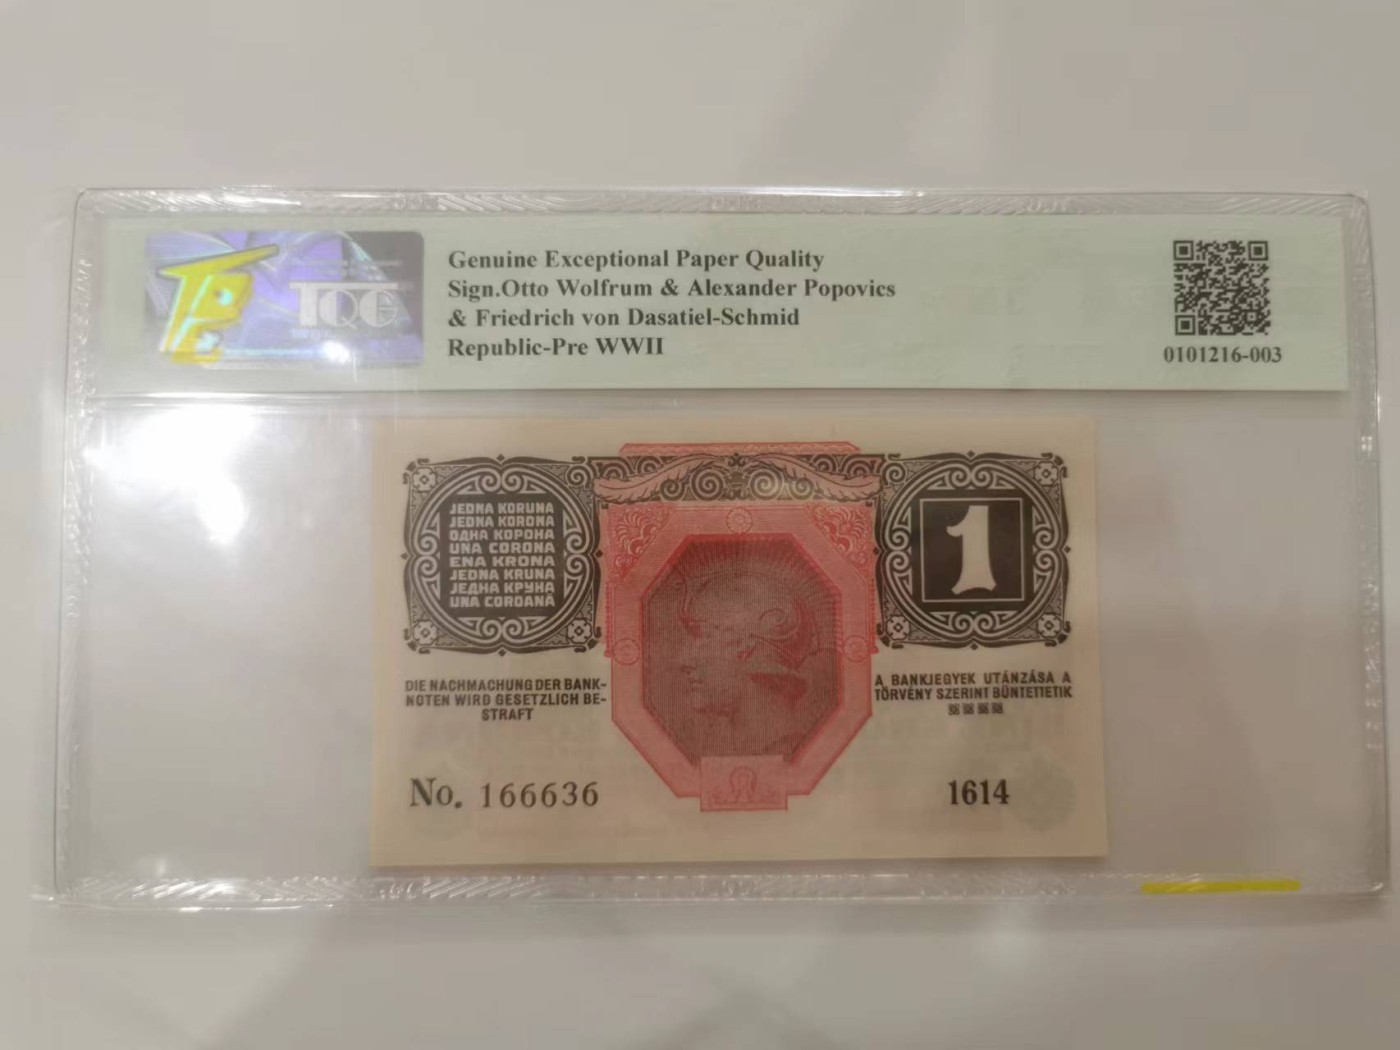 TQG
Genuine Exceptional Paper Quality
Sign.Otto Wolfrum & Alexander Popovics
& Friedrich von Dasatiel-Schmid
Republic-Pre WWII
0101216-003
JEDNA KORUNA
JEDNA KORONA
ОДНА КОРОНА
UNA CORONA
ENA KRONA
JEDNA KRUNA
ЈЕДНА КРУНА
UNA COROANĂ
1
DIE NACHMACHUNG DER BANK-
NOTEN WIRD GESETZLICH BE-
STRAFT
A BANKJEGYEK UTÁNZÁSA A
TÖRVÉNY SZERINT BÜNTETTETIK
No. 166636
1614